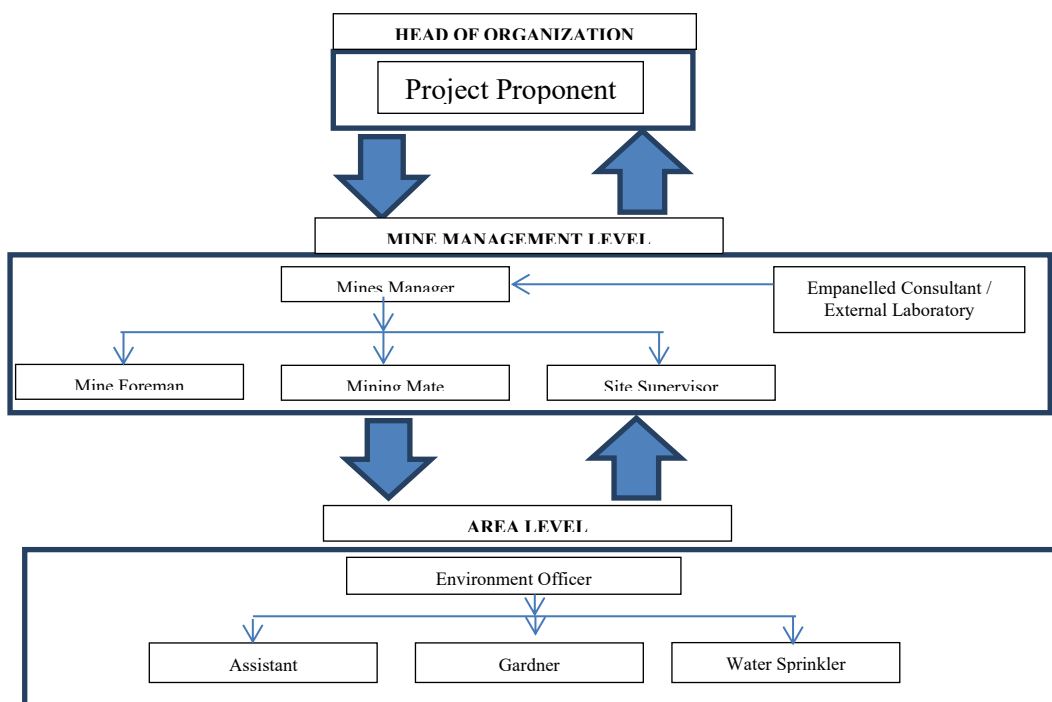 HEAD OF ORGANIZATION
Project Proponent
MINE MANAGEMENT LEVEL
Mines Manager
Empanelled Consultant /
External Laboratory
Mine Foreman
Mining Mate
Site Supervisor
AREA LEVEL
Environment Officer
Assistant
Gardner
Water Sprinkler